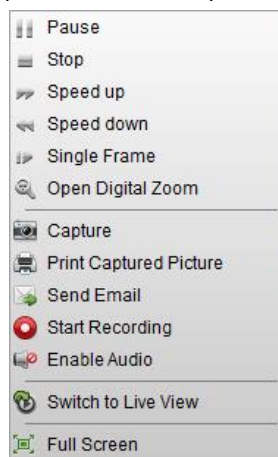 Pause
Stop
Speed up
Speed down
Single Frame
Open Digital Zoom
Capture
Print Captured Picture
Send Email
Start Recording
Enable Audio
Switch to Live View
Full Screen